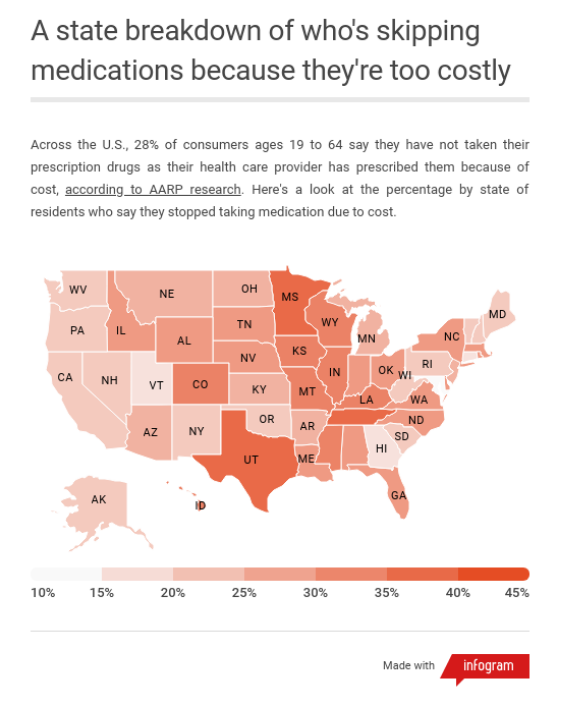 A state breakdown of who's skipping
medications because they're too costly
Across the U.S., 28% of consumers ages 19 to 64 say they have not taken their
prescription drugs as their health care provider has prescribed them because of
cost, according to AARP research. Here's a look at the percentage by state of
residents who say they stopped taking medication due to cost.
WV NE OH MS MD
PA IL TN WY MN NC
AL NV KS
CA NH VT CO KY MT IN OK WI RI
LA WA
AZ NY OR AR ND
UT ME HI SD
AK ID GA
10% 15% 20% 25% 30% 35% 40% 45%
Made with infogram